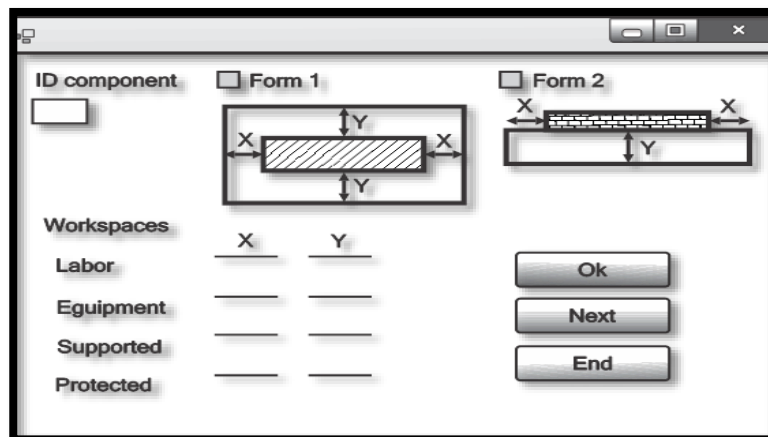 ID component
Form 1
Form 2
X
X
Y
X
X
Y
Y
Workspaces
X Y
Labor
Eguipment
Supported
Protected
Ok
Next
End